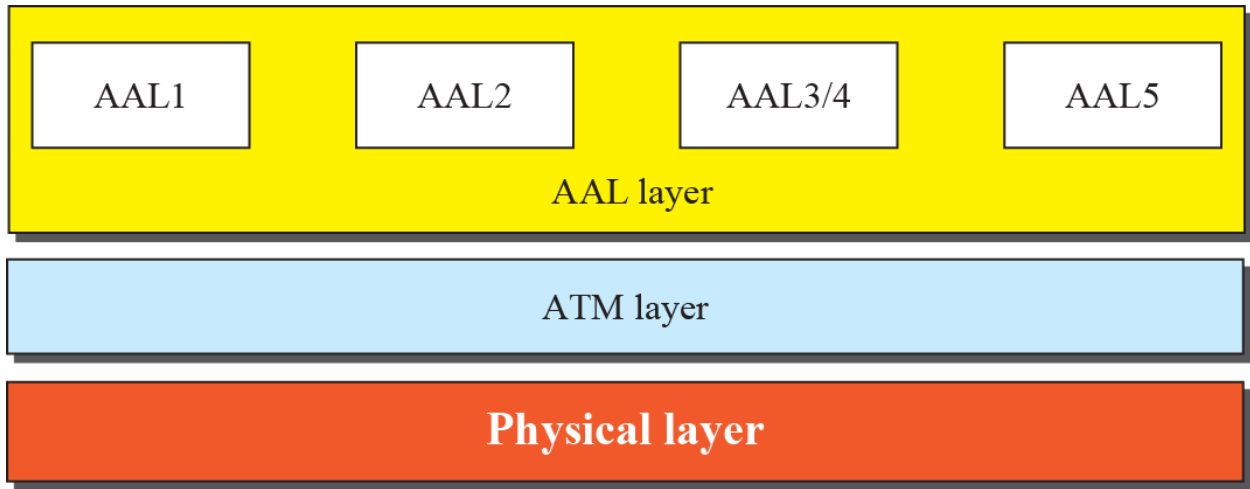 AAL1 AAL2 AAL3/4 AAL5
AAL layer
ATM layer
Physical layer